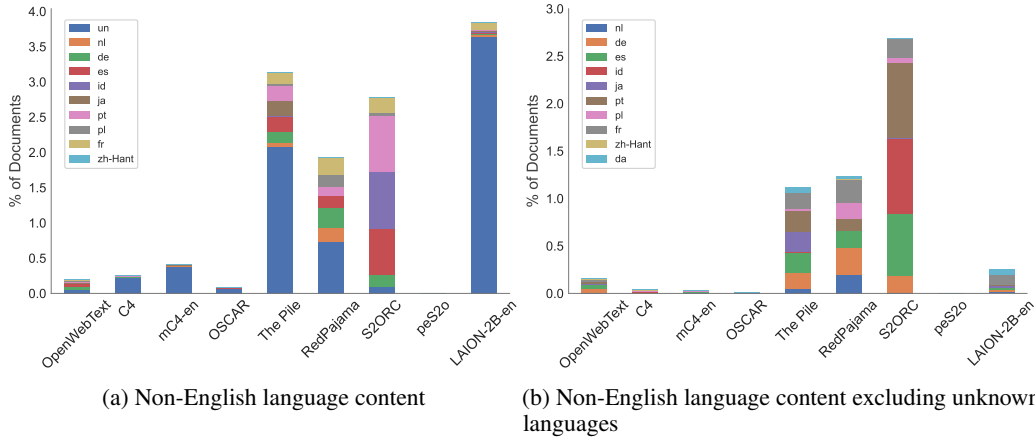 % of Documents
4.0
3.5
3.0
2.5
2.0
1.5
1.0
0.5
0.0
un
nl
de
es
id
ja
pt
pl
fr
zh-Hant
OpenWebText
C4
mC4-en
OSCAR
The Pile
RedPajama
S2ORC
peS2o
LAION-2B-en
(a) Non-English language content
% of Documents
3.0
2.5
2.0
1.5
1.0
0.5
0.0
nl
de
es
id
ja
pt
pl
fr
zh-Hant
da
OpenWebText
C4
mC4-en
OSCAR
The Pile
RedPajama
S2ORC
peS2o
LAION-2B-en
(b) Non-English language content excluding unknown
languages